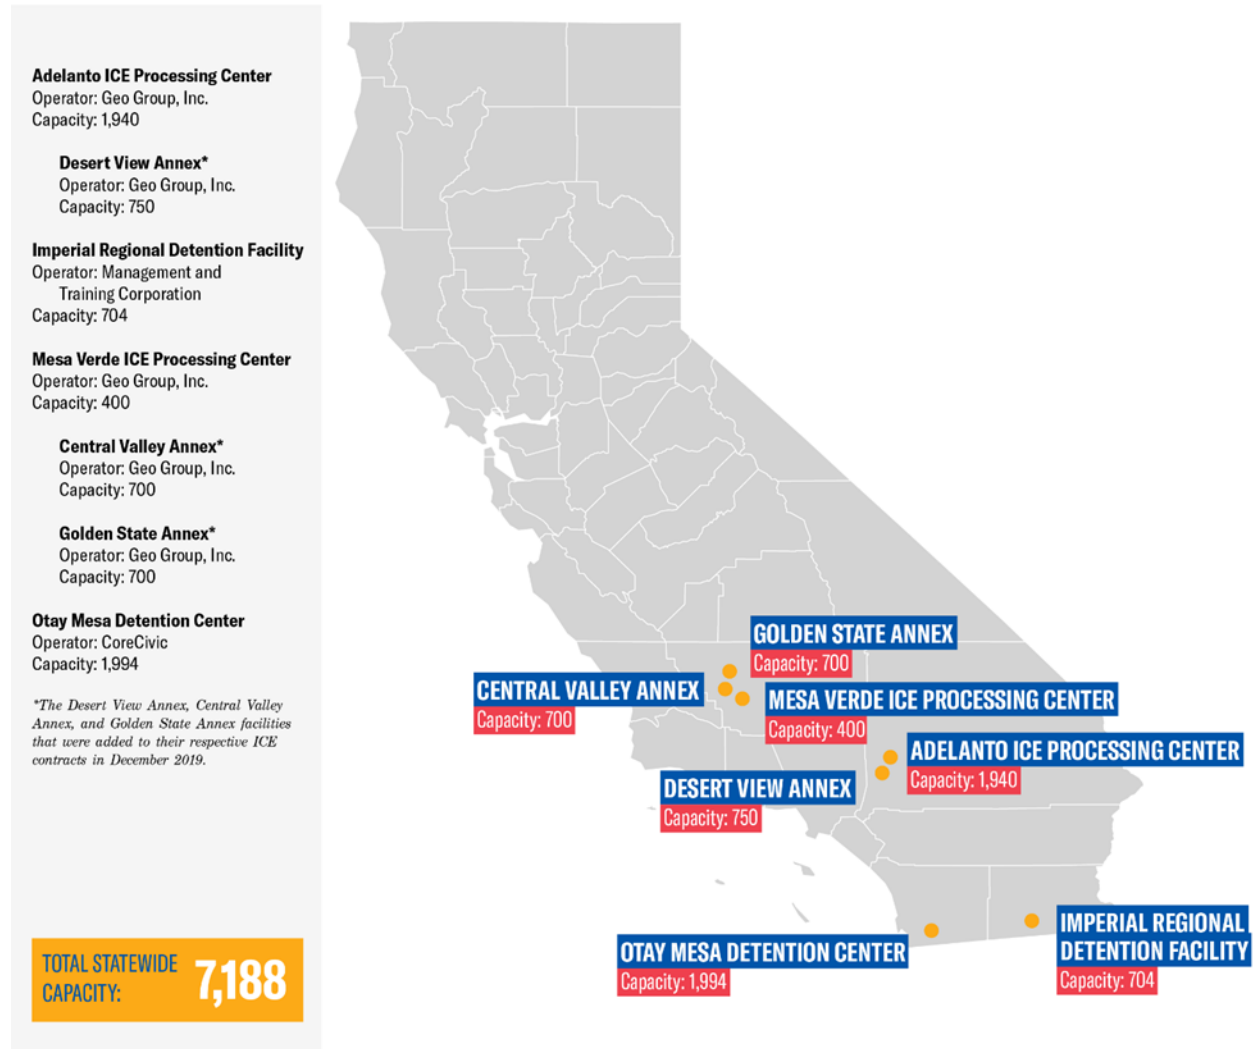 Adelanto ICE Processing Center
Operator: Geo Group, Inc.
Capacity: 1,940
Desert View Annex*
Operator: Geo Group, Inc.
Capacity: 750
Imperial Regional Detention Facility
Operator: Management and
Training Corporation
Capacity: 704
Mesa Verde ICE Processing Center
Operator: Geo Group, Inc.
Capacity: 400
Central Valley Annex*
Operator: Geo Group, Inc.
Capacity: 700
Golden State Annex*
Operator: Geo Group, Inc.
Capacity: 700
Otay Mesa Detention Center
Operator: CoreCivic
Capacity: 1,994
*The Desert View Annex, Central Valley
Annex, and Golden State Annex facilities
that were added to their respective ICE
contracts in December 2019.
TOTAL STATEWIDE
CAPACITY:
7,188
GOLDEN STATE ANNEX
Capacity: 700
CENTRAL VALLEY ANNEX
Capacity: 700
MESA VERDE ICE PROCESSING CENTER
Capacity: 400
ADELANTO ICE PROCESSING CENTER
Capacity: 1,940
DESERT VIEW ANNEX
Capacity: 750
OTAY MESA DETENTION CENTER
Capacity: 1,994
IMPERIAL REGIONAL
DETENTION FACILITY
Capacity: 704